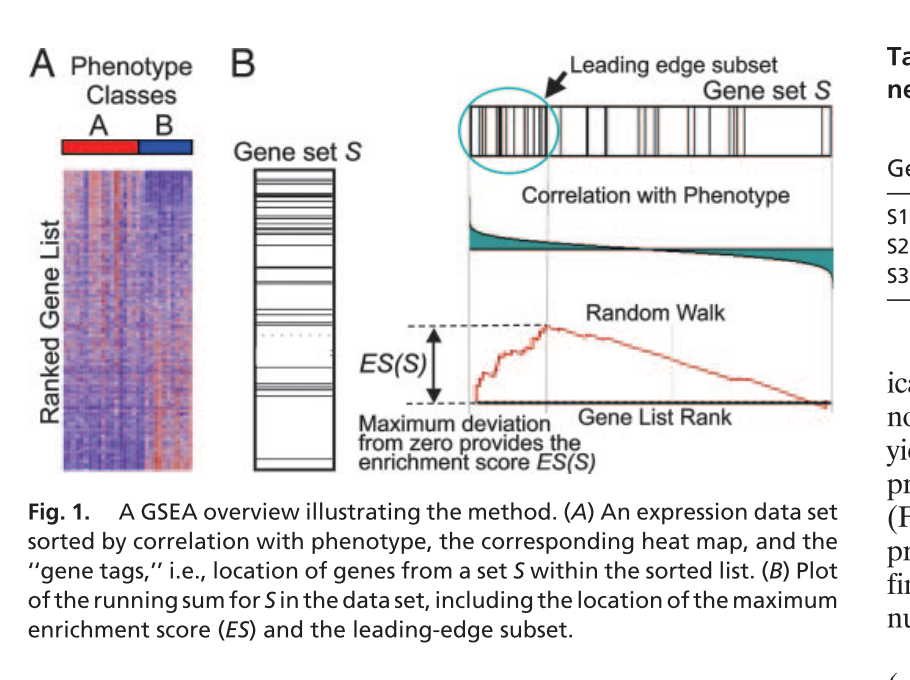 A
Phenotype
Classes
A B
Ranked Gene List
B
Gene set S
Leading edge subset
Gene set S
Correlation with Phenotype
Random Walk
ES(S)
Gene List Rank
Maximum deviation
from zero provides the
enrichment score ES(S)
Fig. 1. A GSEA overview illustrating the method. (A) An expression data set
sorted by correlation with phenotype, the corresponding heat map, and the
‘‘gene tags,’’ i.e., location of genes from a set S within the sorted list. (B) Plot
of the running sum for S in the data set, including the location of the maximum
enrichment score (ES) and the leading-edge subset.
Ta
ne
Ge
S1
S2
S3
ica
no
yie
pr
(F
pr
fin
nu